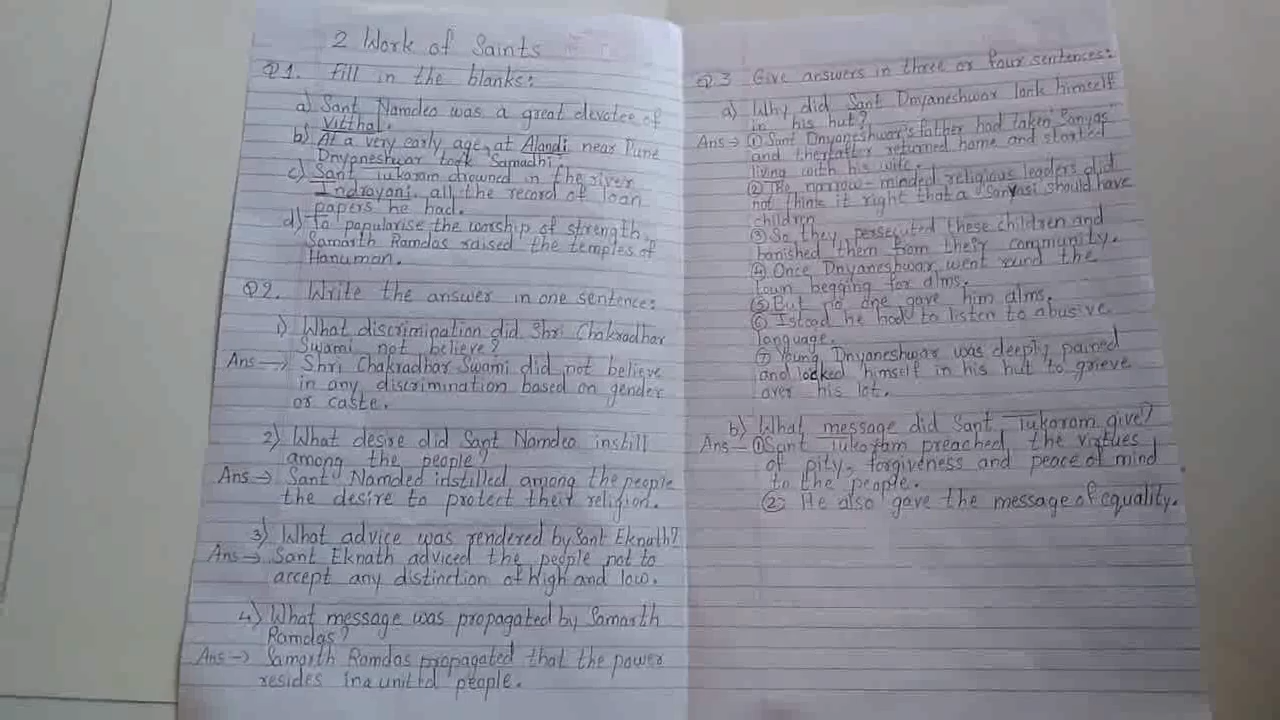 2 Work of Saints
Q1. Fill in the blanks:
a) Sant Namdeo was a great devotee of
Vitthal.
b) At a very early age, at Alandi near Pune
Dnyaneshwar took Samadhi.
c) Sant Tukaram drowned in the river
Indrayani, all the record of loan
papers he had.
d) To popularise the worship of strength,
Samarth Ramdas raised the temples of
Hanuman.
Q2. Write the answer in one sentence:
1) What discrimination did Shri Chakradhar
Swami not believe?
Ans → Shri Chakradhar Swami did not believe
in any discrimination based on gender
or caste.
2) What desire did Sant Namdeo instill
among the people?
Ans → Sant Namded idstilled among the people
the desire to protect their religion.
3) What advice was rendered by Sant Eknath?
Ans → Sant Eknath adviced the people not to
accept any distinction of High and low.
4) What message was propagated by Samarth
Ramdas?
Ans → Samarth Ramdas propagated that the power
resides in a unitd people.
Q.3 Give answers in three or four sentences:
a) Why did Sant Dnyaneshwar lock himself
in his hut?
Ans → ① Sant Dnyaneshwar's father had taken Sanyas
and therfafter returned home and started
living with his wife.
② The narrow-minded religious leaders did
not think it right that a Sanyasi should have
children
③ So they persecuted these children and
banished them from their community.
④ Once Dnyaneshwar went round the
town begging for alms.
⑤ But no one gave him alms.
⑥ Istead he had to listen to abusive
language.
⑦ Young Dnyaneshwar was deeply pained
and locked himself in his hut to grieve
over his lot.
b) What message did Sant Tukaram give?
Ans – ① Sant Tukaram preached the virtues
of pity, forgiveness and peace of mind
to the people.
② He also gave the message of equality.